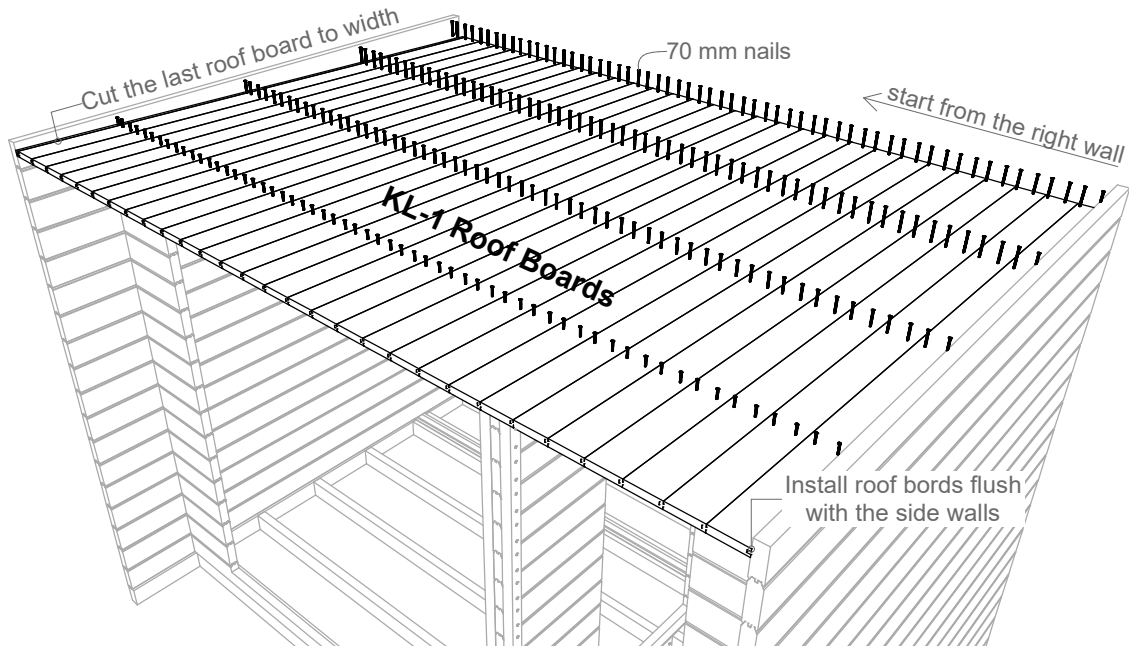 Cut the last roof board to width
70 mm nails
start from the right wall
KL-1 Roof Boards
Install roof bords flush
with the side walls